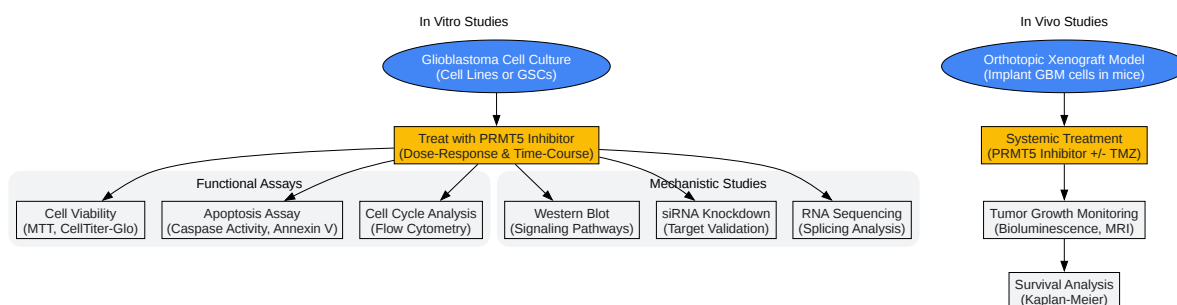 In Vitro Studies
In Vivo Studies
Glioblastoma Cell Culture
(Cell Lines or GSCs)
Orthotopic Xenograft Model
(Implant GBM cells in mice)
Treat with PRMT5 Inhibitor
(Dose-Response & Time-Course)
Systemic Treatment
(PRMT5 Inhibitor +/- TMZ)
Functional Assays
Mechanistic Studies
Cell Viability
(MTT, CellTiter-Glo)
Apoptosis Assay
(Caspase Activity, Annexin V)
Cell Cycle Analysis
(Flow Cytometry)
Western Blot
(Signaling Pathways)
siRNA Knockdown
(Target Validation)
RNA Sequencing
(Splicing Analysis)
Tumor Growth Monitoring
(Bioluminescence, MRI)
Survival Analysis
(Kaplan-Meier)